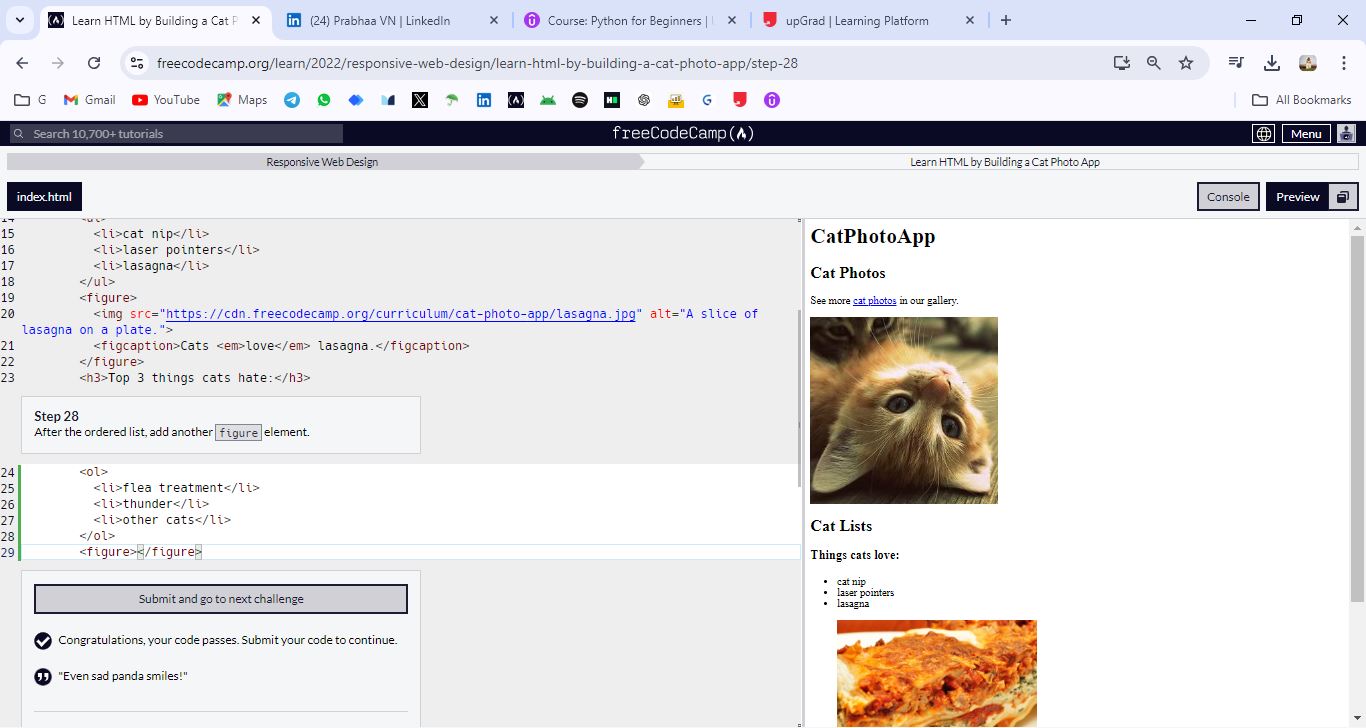 Learn HTML by Building a Cat P
(24) Prabhaa VN | LinkedIn
Course: Python for Beginners |
upGrad | Learning Platform
freecodecamp.org/learn/2022/responsive-web-design/learn-html-by-building-a-cat-photo-app/step-28
G
Gmail
YouTube
Maps
All Bookmarks
Search 10,700+ tutorials
freeCodeCamp
Menu
Responsive Web Design
Learn HTML by Building a Cat Photo App
index.html
Console
Preview
14 <ul>
15 <li>cat nip</li>
16 <li>laser pointers</li>
17 <li>lasagna</li>
18 </ul>
19 <figure>
20 <img src="https://cdn.freecodecamp.org/curriculum/cat-photo-app/lasagna.jpg" alt="A slice of
lasagna on a plate.">
21 <figcaption>Cats <em>love</em> lasagna.</figcaption>
22 </figure>
23 <h3>Top 3 things cats hate:</h3>
Step 28
After the ordered list, add another figure element.
24 <ol>
25 <li>flea treatment</li>
26 <li>thunder</li>
27 <li>other cats</li>
28 </ol>
29 <figure></figure>
Submit and go to next challenge
Congratulations, your code passes. Submit your code to continue.
"Even sad panda smiles!"
CatPhotoApp
Cat Photos
See more cat photos in our gallery.
Cat Lists
Things cats love:
cat nip
laser pointers
lasagna